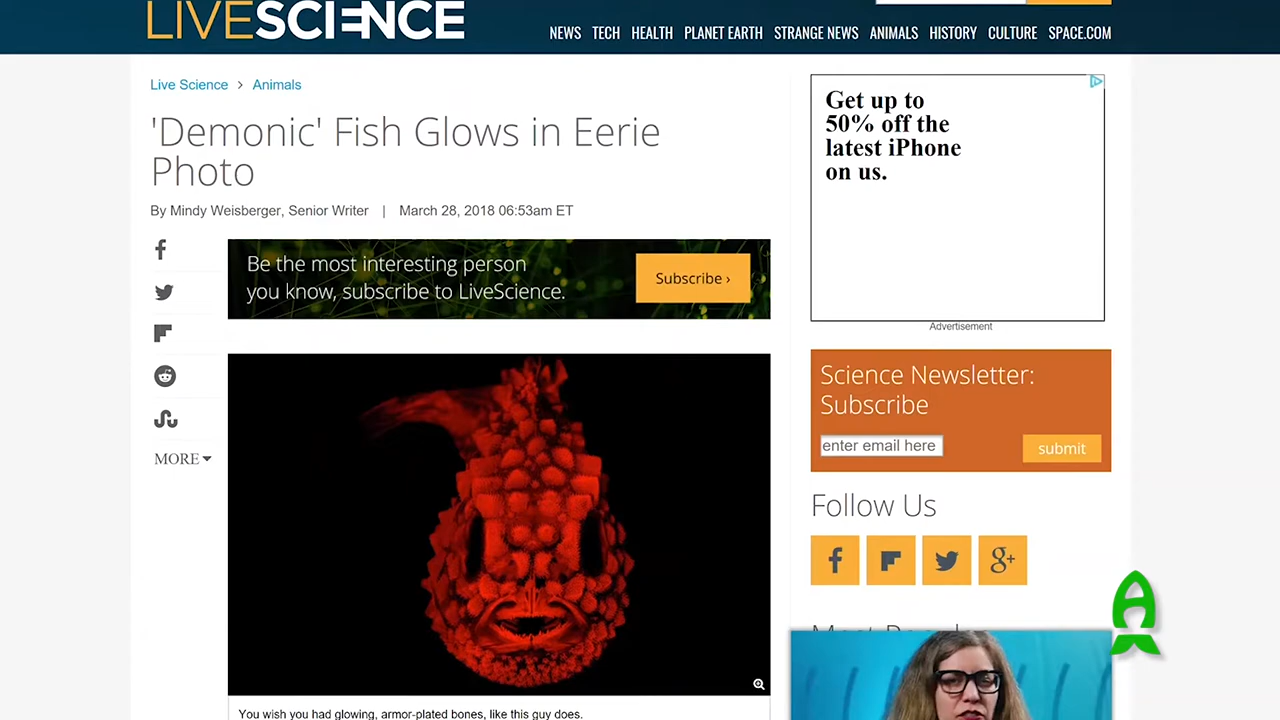 LIVESCIENCE
NEWS TECH HEALTH PLANET EARTH STRANGE NEWS ANIMALS HISTORY CULTURE SPACE.COM
Live Science > Animals
'Demonic' Fish Glows in Eerie
Photo
By Mindy Weisberger, Senior Writer | March 28, 2018 06:53am ET
Be the most interesting person
you know, subscribe to LiveScience.
Subscribe ›
MORE
You wish you had glowing, armor-plated bones, like this guy does.
Get up to
50% off the
latest iPhone
on us.
Advertisement
Science Newsletter:
Subscribe
enter email here
submit
Follow Us